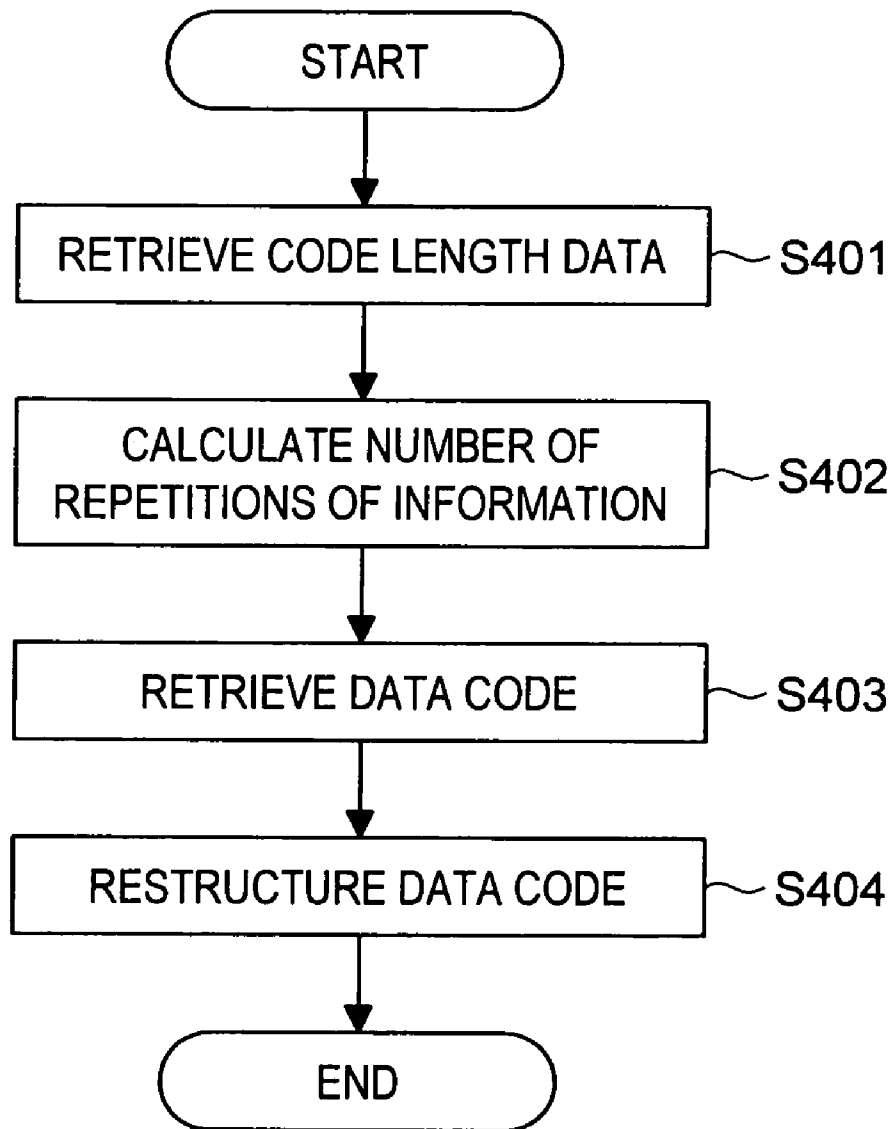 START
RETRIEVE CODE LENGTH DATA
S401
CALCULATE NUMBER OF
REPETITIONS OF INFORMATION
S402
RETRIEVE DATA CODE
S403
RESTRUCTURE DATA CODE
S404
END